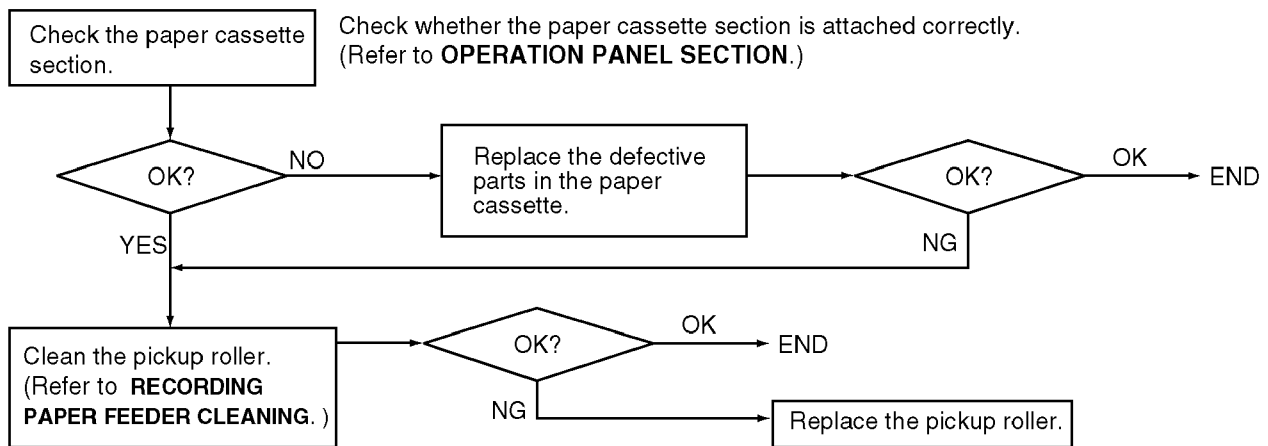 Check the paper cassette
section.
Check whether the paper cassette section is attached correctly.
(Refer to OPERATION PANEL SECTION.)
OK?
NO
Replace the defective
parts in the paper
cassette.
OK?
OK
END
YES
NG
Clean the pickup roller.
(Refer to RECORDING
PAPER FEEDER CLEANING. )
OK?
OK
END
NG
Replace the pickup roller.